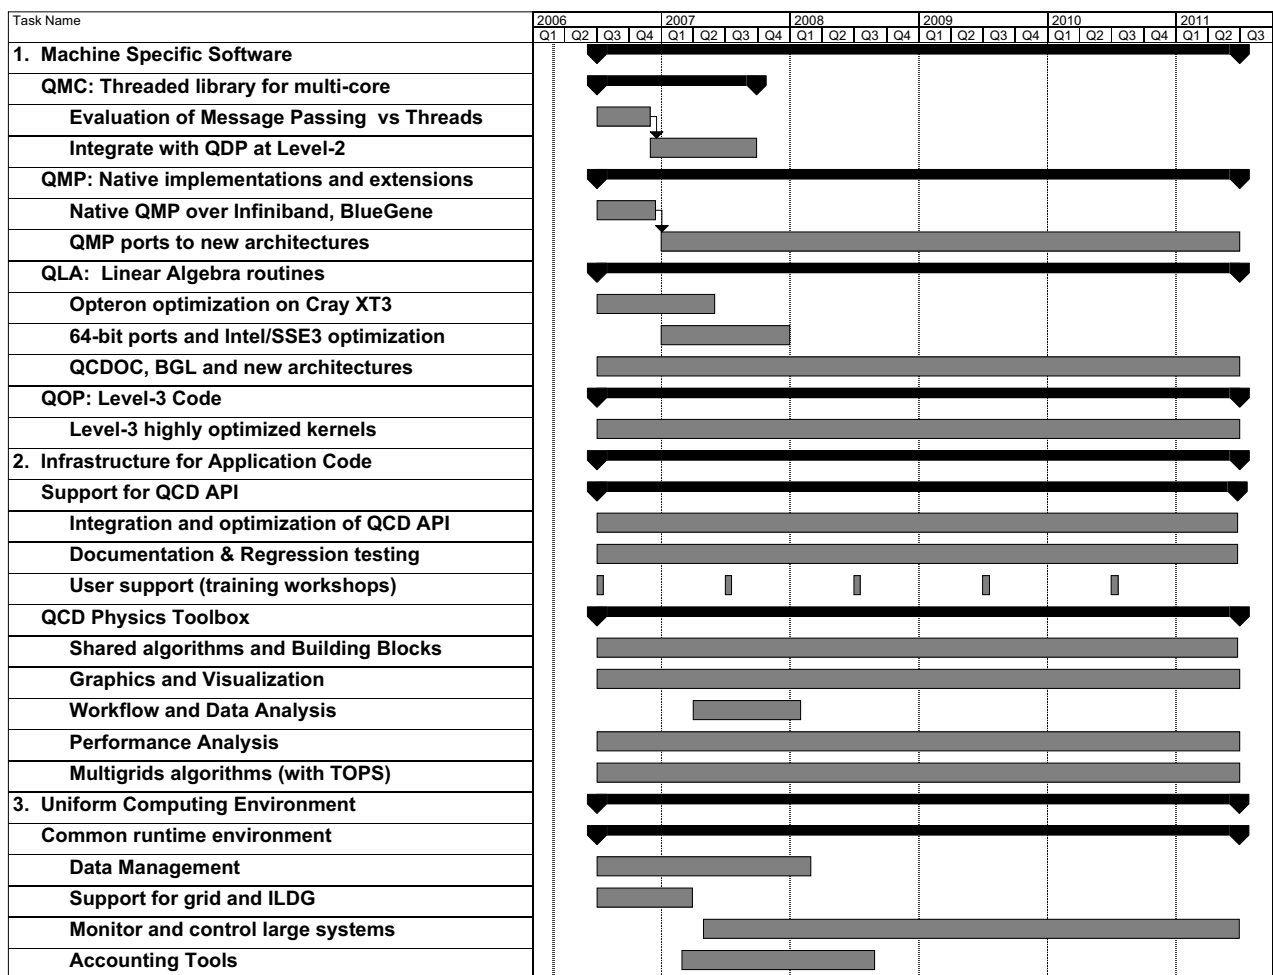 Task Name 2006 2007 2008 2009 2010 2011
Q1 Q2 Q3 Q4 Q1 Q2 Q3 Q4 Q1 Q2 Q3 Q4 Q1 Q2 Q3 Q4 Q1 Q2 Q3 Q4 Q1 Q2 Q3
1. Machine Specific Software
QMC: Threaded library for multi-core
Evaluation of Message Passing vs Threads
Integrate with QDP at Level-2
QMP: Native implementations and extensions
Native QMP over Infiniband, BlueGene
QMP ports to new architectures
QLA: Linear Algebra routines
Opteron optimization on Cray XT3
64-bit ports and Intel/SSE3 optimization
QCDOC, BGL and new architectures
QOP: Level-3 Code
Level-3 highly optimized kernels
2. Infrastructure for Application Code
Support for QCD API
Integration and optimization of QCD API
Documentation & Regression testing
User support (training workshops)
QCD Physics Toolbox
Shared algorithms and Building Blocks
Graphics and Visualization
Workflow and Data Analysis
Performance Analysis
Multigrids algorithms (with TOPS)
3. Uniform Computing Environment
Common runtime environment
Data Management
Support for grid and ILDG
Monitor and control large systems
Accounting Tools